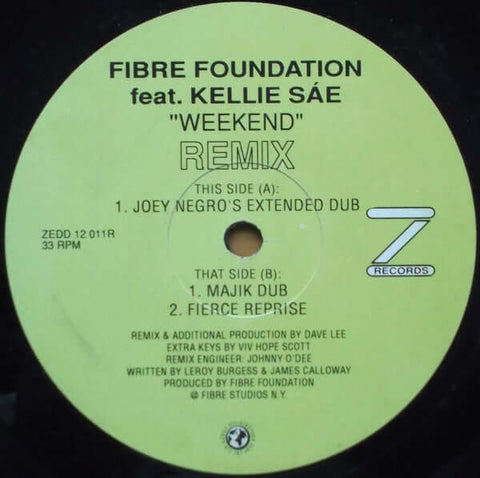 FIBRE FOUNDATION
feat. KELLIE SÁE
"WEEKEND"
REMIX
THIS SIDE (A):
1. JOEY NEGRO'S EXTENDED DUB
ZEDD 12 011R
33 RPM
Z
RECORDS
THAT SIDE (B):
1. MAJIK DUB
2. FIERCE REPRISE
REMIX & ADDITIONAL PRODUCTION BY DAVE LEE
EXTRA KEYS BY VIV HOPE SCOTT
REMIX ENGINEER: JOHNNY O'DEE
WRITTEN BY LEROY BURGESS & JAMES CALLOWAY
PRODUCED BY FIBRE FOUNDATION
@ FIBRE STUDIOS N.Y.